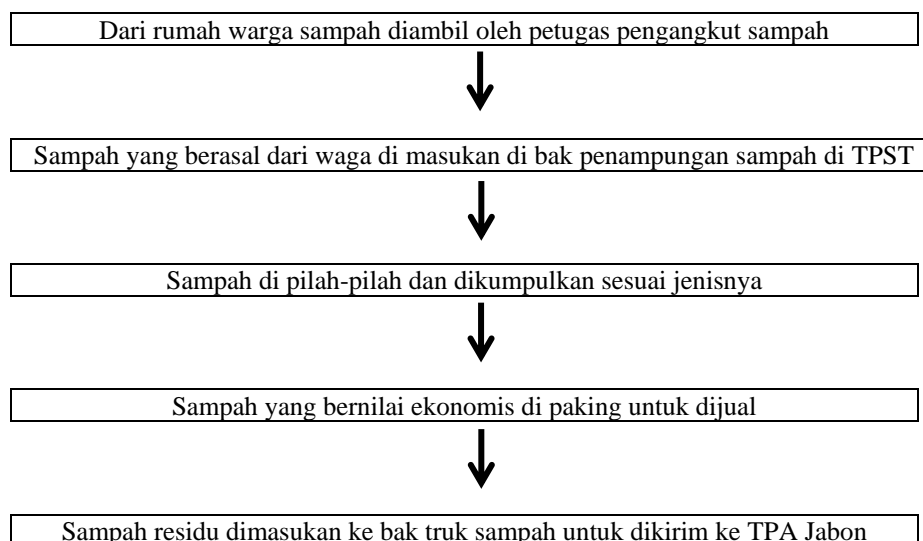 Dari rumah warga sampah diambil oleh petugas pengangkut sampah
Sampah yang berasal dari waga di masukan di bak penampungan sampah di TPST
Sampah di pilah-pilah dan dikumpulkan sesuai jenisnya
Sampah yang bernilai ekonomis di paking untuk dijual
Sampah residu dimasukan ke bak truk sampah untuk dikirim ke TPA Jabon